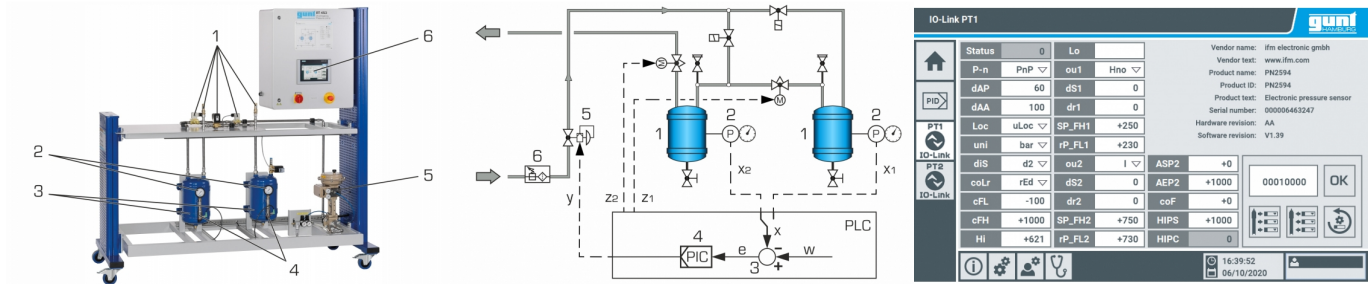 1
2
3
4
5
6
gunt
M
M
5
1
2
P
1
2
P
6
x2
x1
y
z2
z1
PLC
4
PIC
e
x
-
+
3
w
IO-Link PT1
gunt
HAMBURG
Status 0 Lo
P-n PnP ou1 Hno
dAP 60 dS1 0
dAA 100 dr1 0
Loc uLoc SP_FH1 +250
uni bar rP_FL1 +230
diS d2 ou2 I ASP2 +0
coLr rEd dS2 0 AEP2 +1000
cFL -100 dr2 0 coF +0
cFH +1000 SP_FH2 +750 HIPS +1000
Hi +621 rP_FL2 +730 HIPC 0
Vendor name: ifm electronic gmbh
Vendor text: www.ifm.com
Product name: PN2594
Product ID: PN2594
Product text: Electronic pressure sensor
Serial number: 000006463247
Hardware revision: AA
Software revision: V1.39
00010000 OK
PID
PT1
IO-Link
PT2
IO-Link
16:39:52
06/10/2020